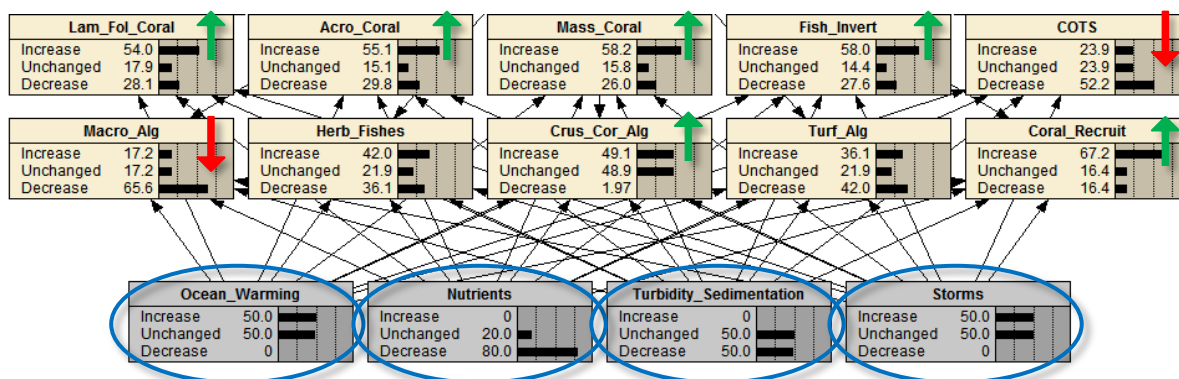 Lam_Fol_Coral
Increase 54.0
Unchanged 17.9
Decrease 28.1
Acro_Coral
Increase 55.1
Unchanged 15.1
Decrease 29.8
Mass_Coral
Increase 58.2
Unchanged 15.8
Decrease 26.0
Fish_Invert
Increase 58.0
Unchanged 14.4
Decrease 27.6
COTS
Increase 23.9
Unchanged 23.9
Decrease 52.2
Macro_Alg
Increase 17.2
Unchanged 17.2
Decrease 65.6
Herb_Fishes
Increase 42.0
Unchanged 21.9
Decrease 36.1
Crus_Cor_Alg
Increase 49.1
Unchanged 48.9
Decrease 1.97
Turf_Alg
Increase 36.1
Unchanged 21.9
Decrease 42.0
Coral_Recruit
Increase 67.2
Unchanged 16.4
Decrease 16.4
Ocean_Warming
Increase 50.0
Unchanged 50.0
Decrease 0
Nutrients
Increase 0
Unchanged 20.0
Decrease 80.0
Turbidity_Sedimentation
Increase 0
Unchanged 50.0
Decrease 50.0
Storms
Increase 50.0
Unchanged 50.0
Decrease 0